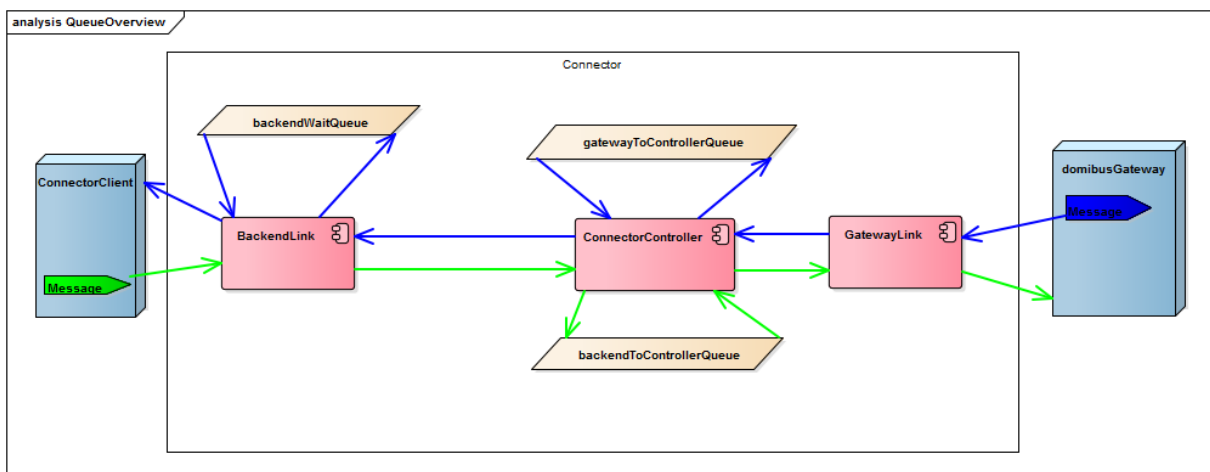 analysis QueueOverview
Connector
backendWaitQueue
gatewayToControllerQueue
ConnectorClient
domibusGateway
Message
BackendLink
ConnectorController
GatewayLink
Message
backendToControllerQueue